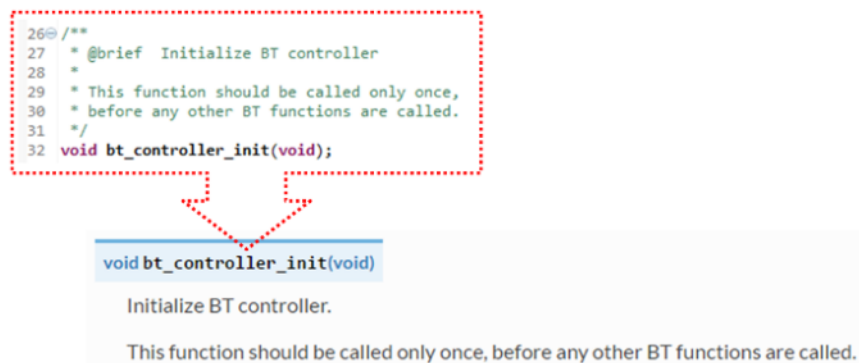 26 /**
27  * @brief  Initialize BT controller
28  *
29  * This function should be called only once,
30  * before any other BT functions are called.
31  */
32 void bt_controller_init(void);
void bt_controller_init(void)
Initialize BT controller.
This function should be called only once, before any other BT functions are called.